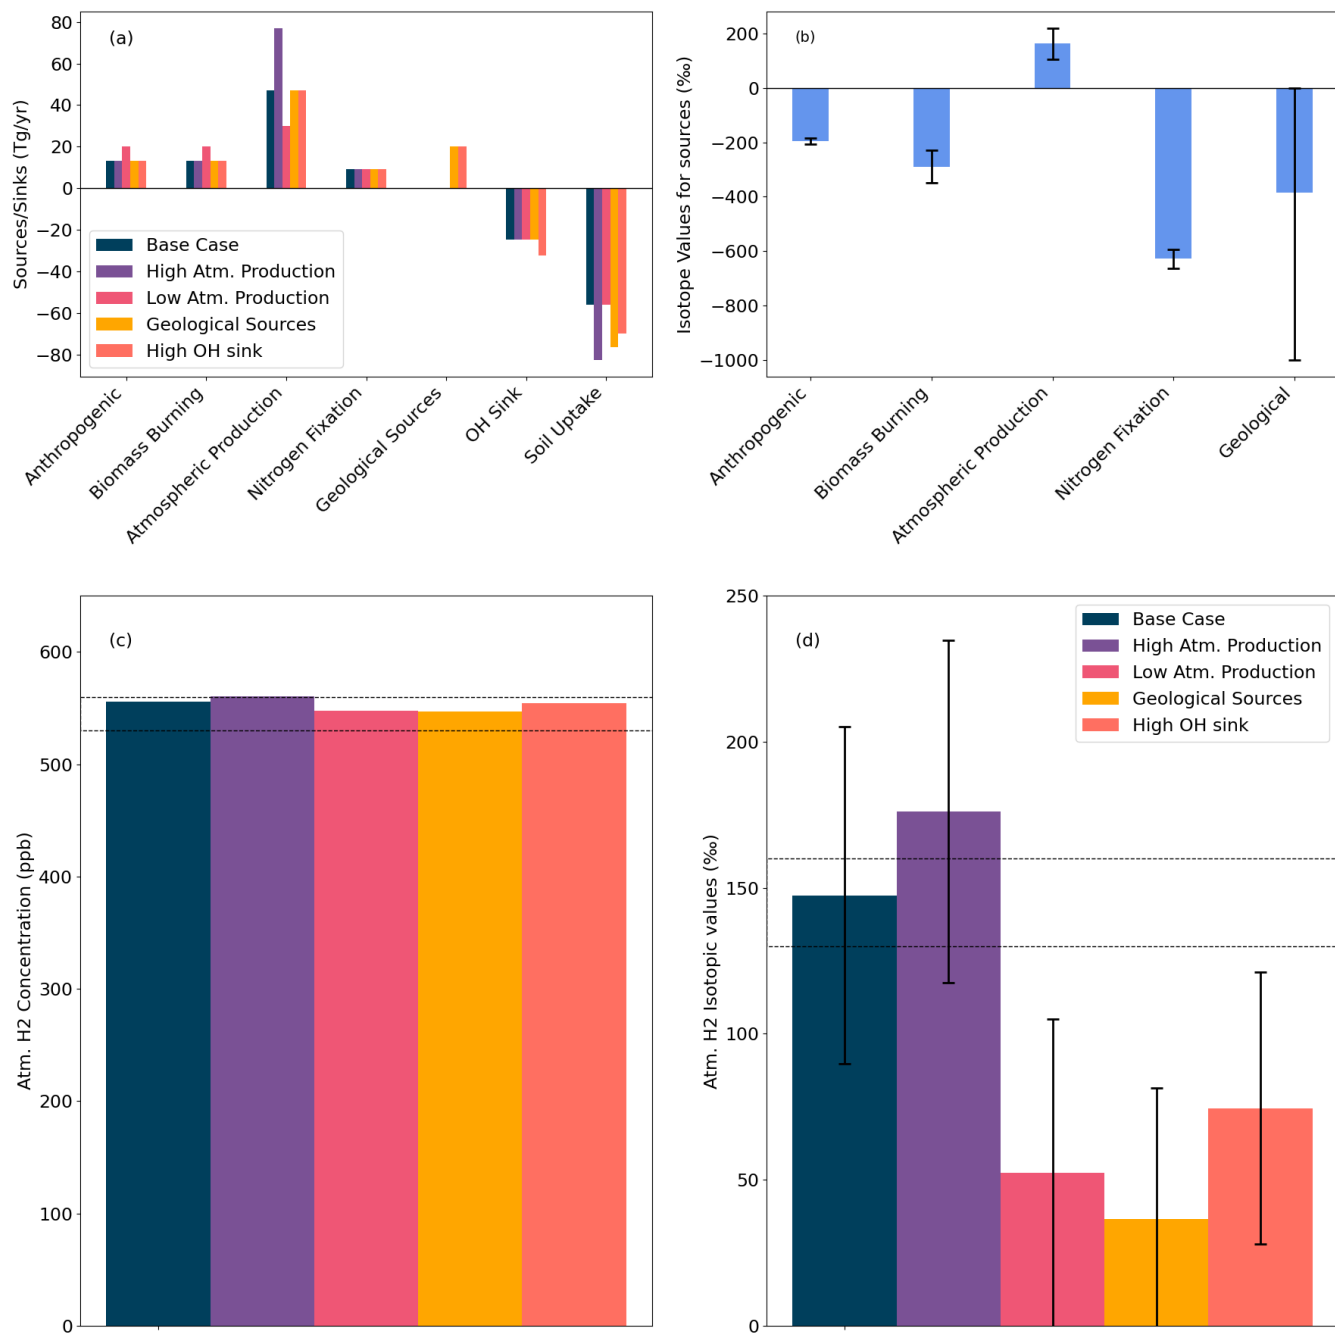 (a)
80
60
40
20
0
−20
−40
−60
−80
Sources/Sinks (Tg/yr)
Base Case
High Atm. Production
Low Atm. Production
Geological Sources
High OH sink
Anthropogenic
Biomass Burning
Atmospheric Production
Nitrogen Fixation
Geological Sources
OH Sink
Soil Uptake
(b)
200
0
−200
−400
−600
−800
−1000
Isotope Values for sources (‰)
Anthropogenic
Biomass Burning
Atmospheric Production
Nitrogen Fixation
Geological
(c)
600
500
400
300
200
100
0
Atm. H2 Concentration (ppb)
(d)
250
200
150
100
50
0
Atm. H2 Isotopic values (‰)
Base Case
High Atm. Production
Low Atm. Production
Geological Sources
High OH sink